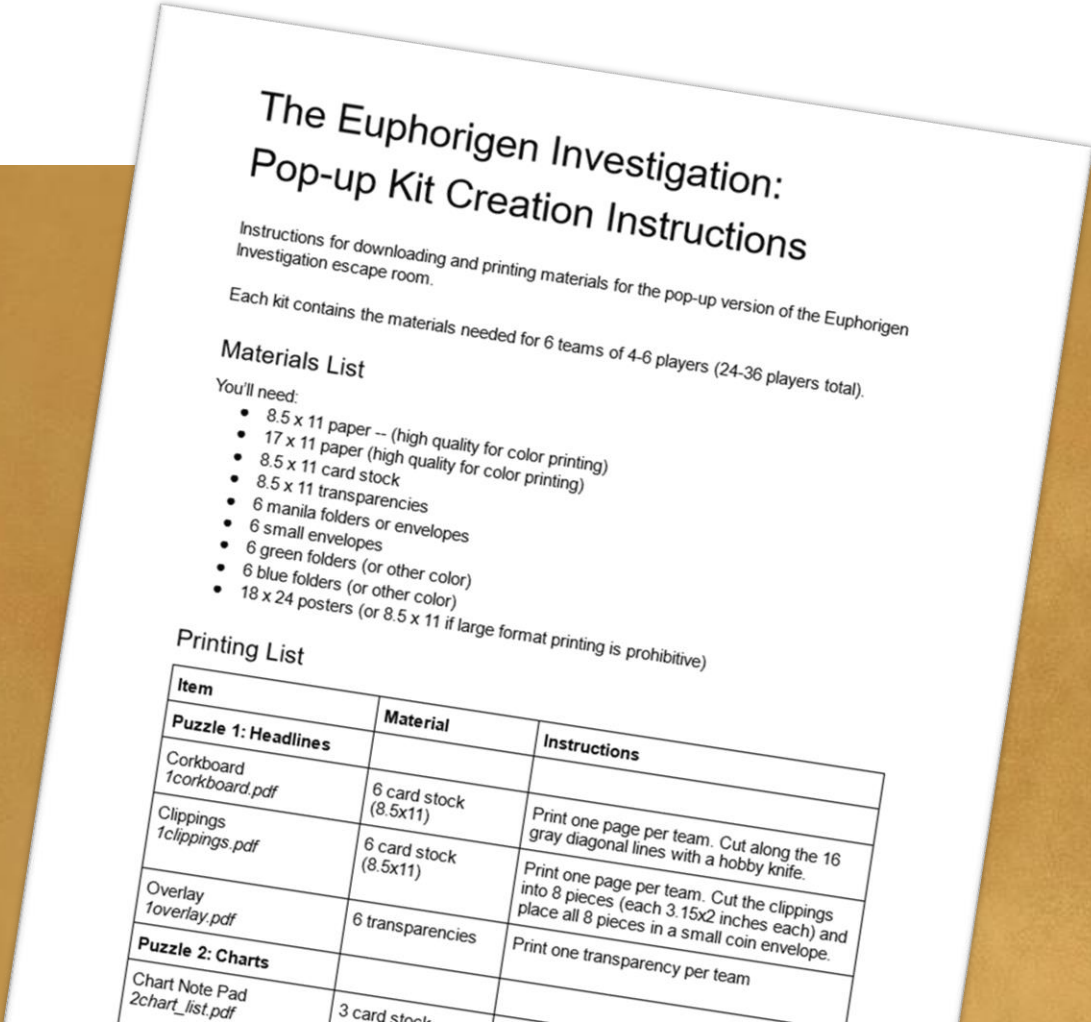 The Euphorigen Investigation:
Pop-up Kit Creation Instructions
Instructions for downloading and printing materials for the pop-up version of the Euphorigen
Investigation escape room.
Each kit contains the materials needed for 6 teams of 4-6 players (24-36 players total).
Materials List
You'll need:
● 8.5 x 11 paper -- (high quality for color printing)
● 17 x 11 paper (high quality for color printing)
● 8.5 x 11 card stock
● 8.5 x 11 transparencies
● 6 manila folders or envelopes
● 6 small envelopes
● 6 green folders (or other color)
● 6 blue folders (or other color)
● 18 x 24 posters (or 8.5 x 11 if large format printing is prohibitive)
Printing List
Item Material Instructions
Puzzle 1: Headlines
Corkboard
1corkboard.pdf
6 card stock
(8.5x11)
Print one page per team. Cut along the 16
gray diagonal lines with a hobby knife.
Clippings
1clippings.pdf
6 card stock
(8.5x11)
Print one page per team. Cut the clippings
into 8 pieces (each 3.15x2 inches each) and
place all 8 pieces in a small coin envelope.
Overlay
1overlay.pdf
6 transparencies
Print one transparency per team
Puzzle 2: Charts
Chart Note Pad
2chart_list.pdf
3 card stock